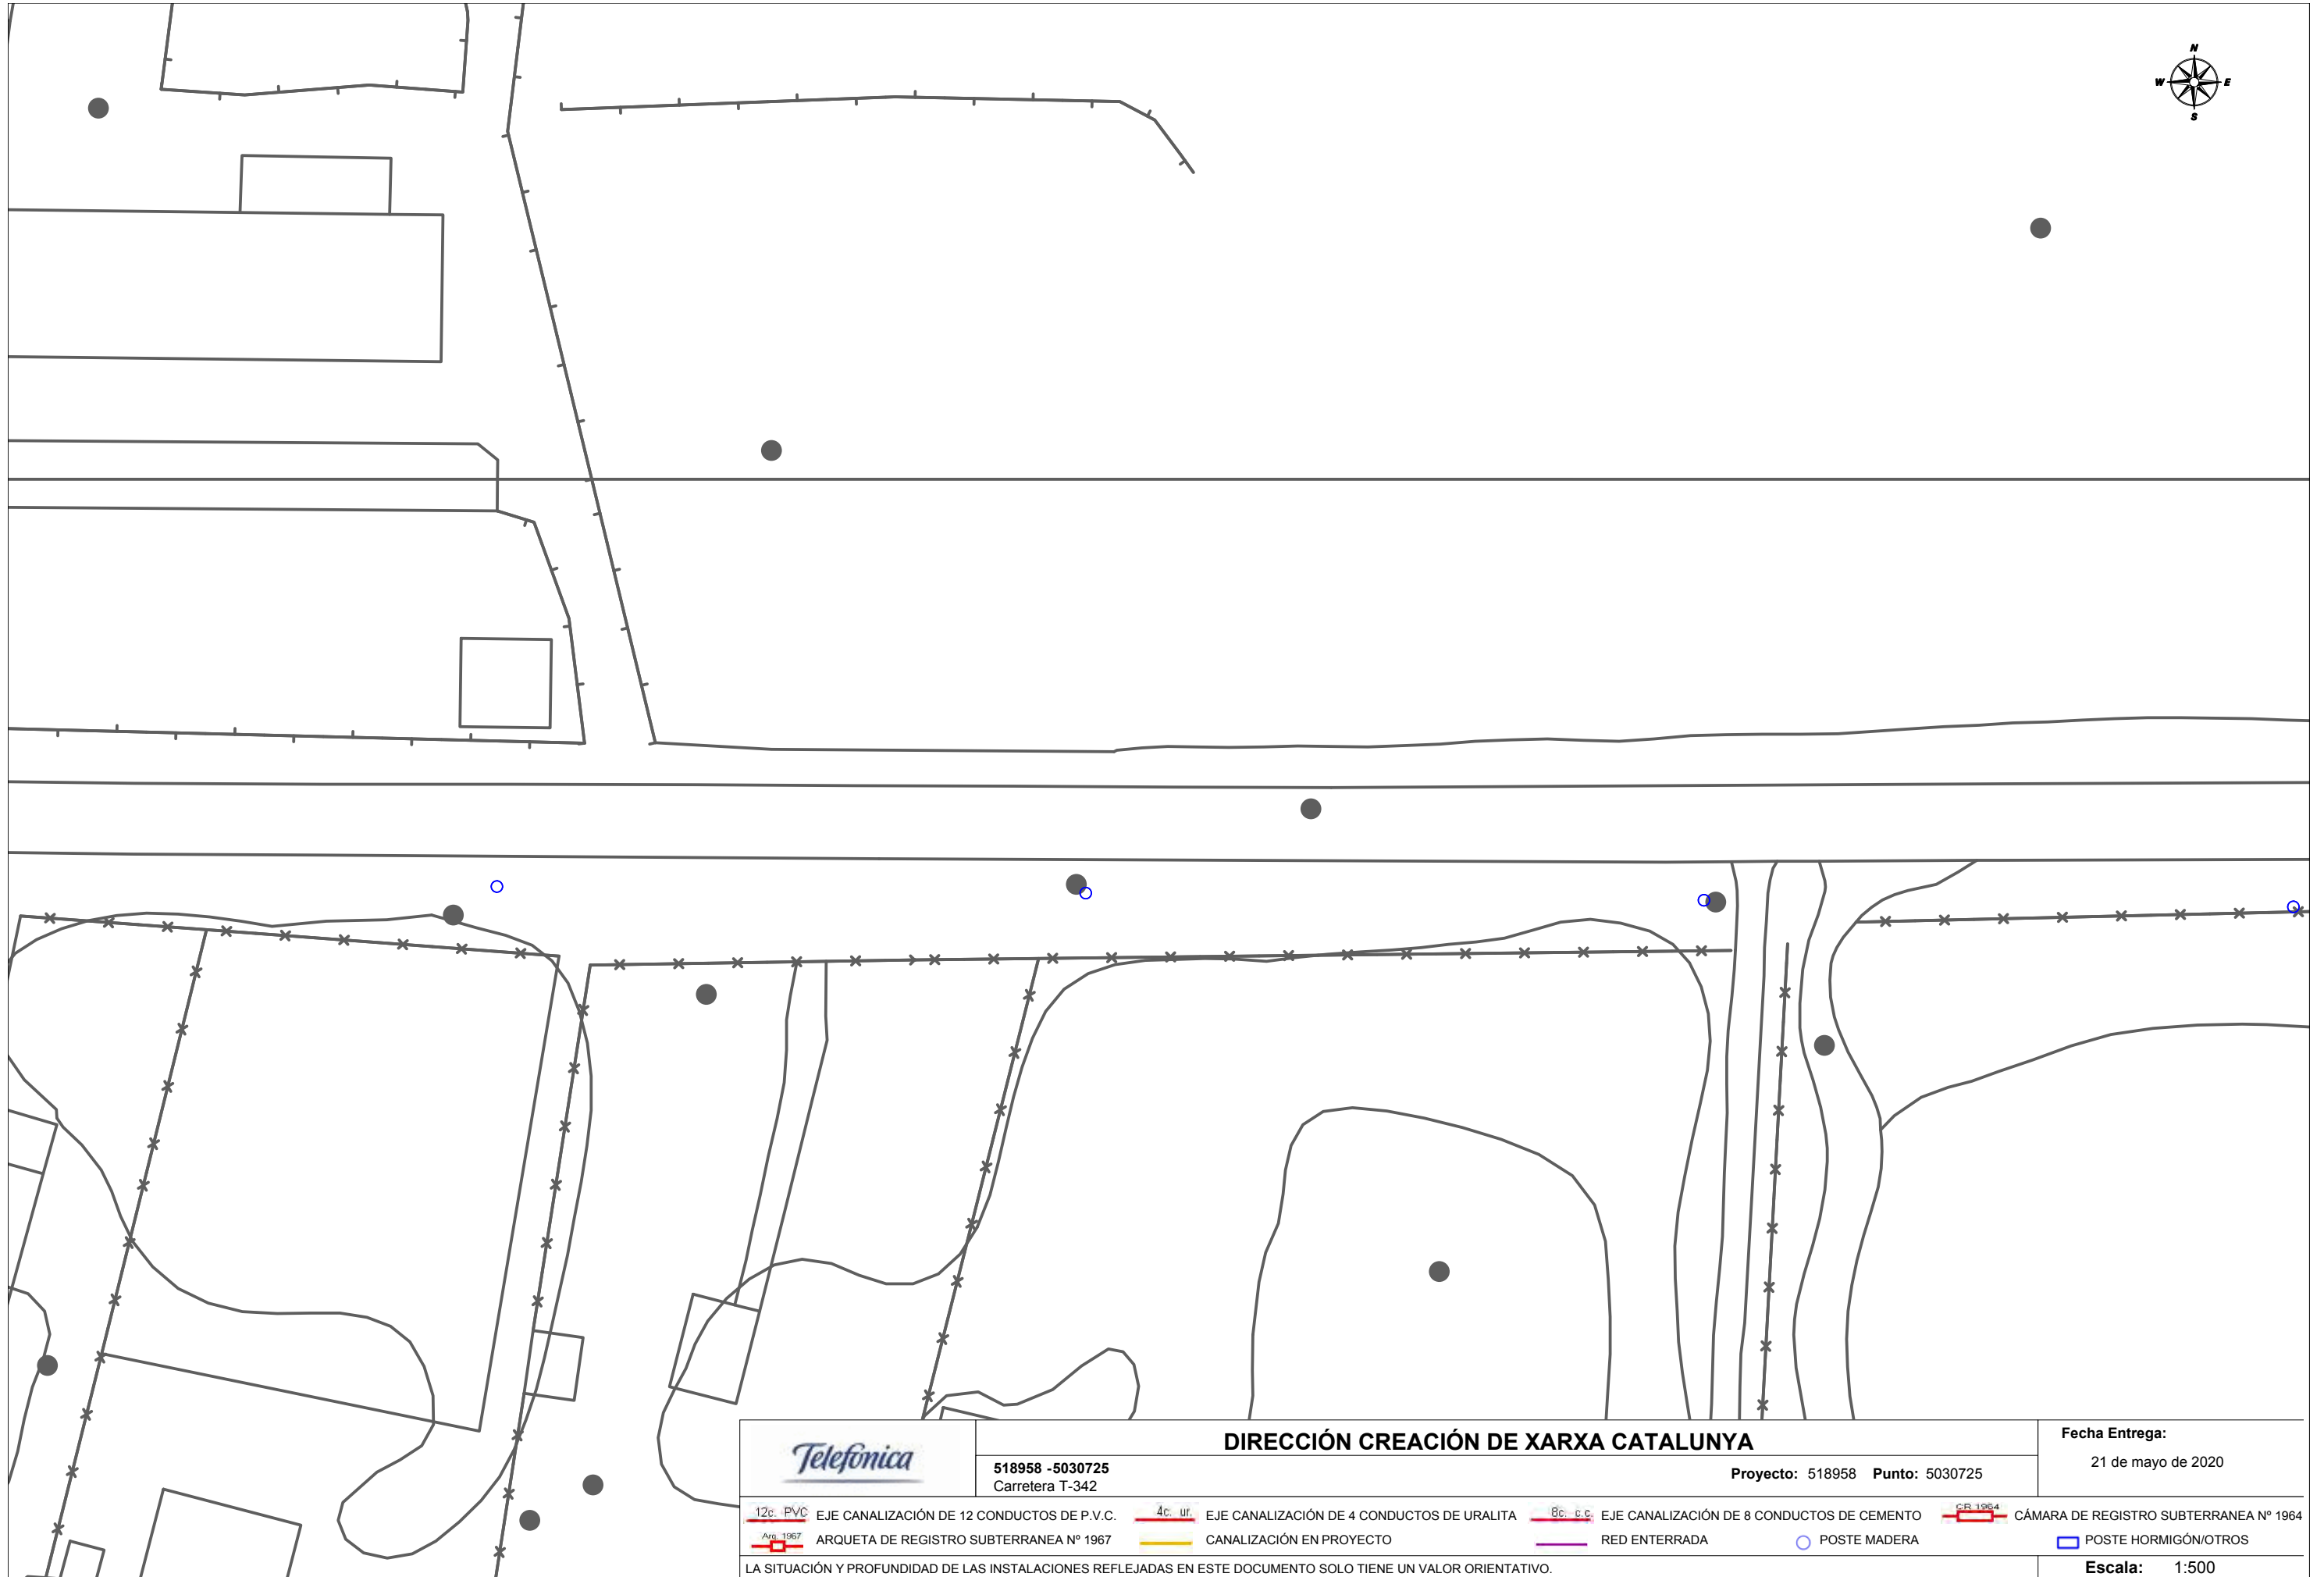 N
W E
S
Telefónica
DIRECCIÓN CREACIÓN DE XARXA CATALUNYA
Fecha Entrega:
21 de mayo de 2020
518958 -5030725
Carretera T-342
Proyecto: 518958 Punto: 5030725
12c. PVC EJE CANALIZACIÓN DE 12 CONDUCTOS DE P.V.C. 4c. ur. EJE CANALIZACIÓN DE 4 CONDUCTOS DE URALITA 8c. c.c. EJE CANALIZACIÓN DE 8 CONDUCTOS DE CEMENTO CR.1964 CÁMARA DE REGISTRO SUBTERRANEA Nº 1964
Arq. 1967 ARQUETA DE REGISTRO SUBTERRANEA Nº 1967 CANALIZACIÓN EN PROYECTO RED ENTERRADA POSTE MADERA POSTE HORMIGÓN/OTROS
LA SITUACIÓN Y PROFUNDIDAD DE LAS INSTALACIONES REFLEJADAS EN ESTE DOCUMENTO SOLO TIENE UN VALOR ORIENTATIVO.
Escala: 1:500